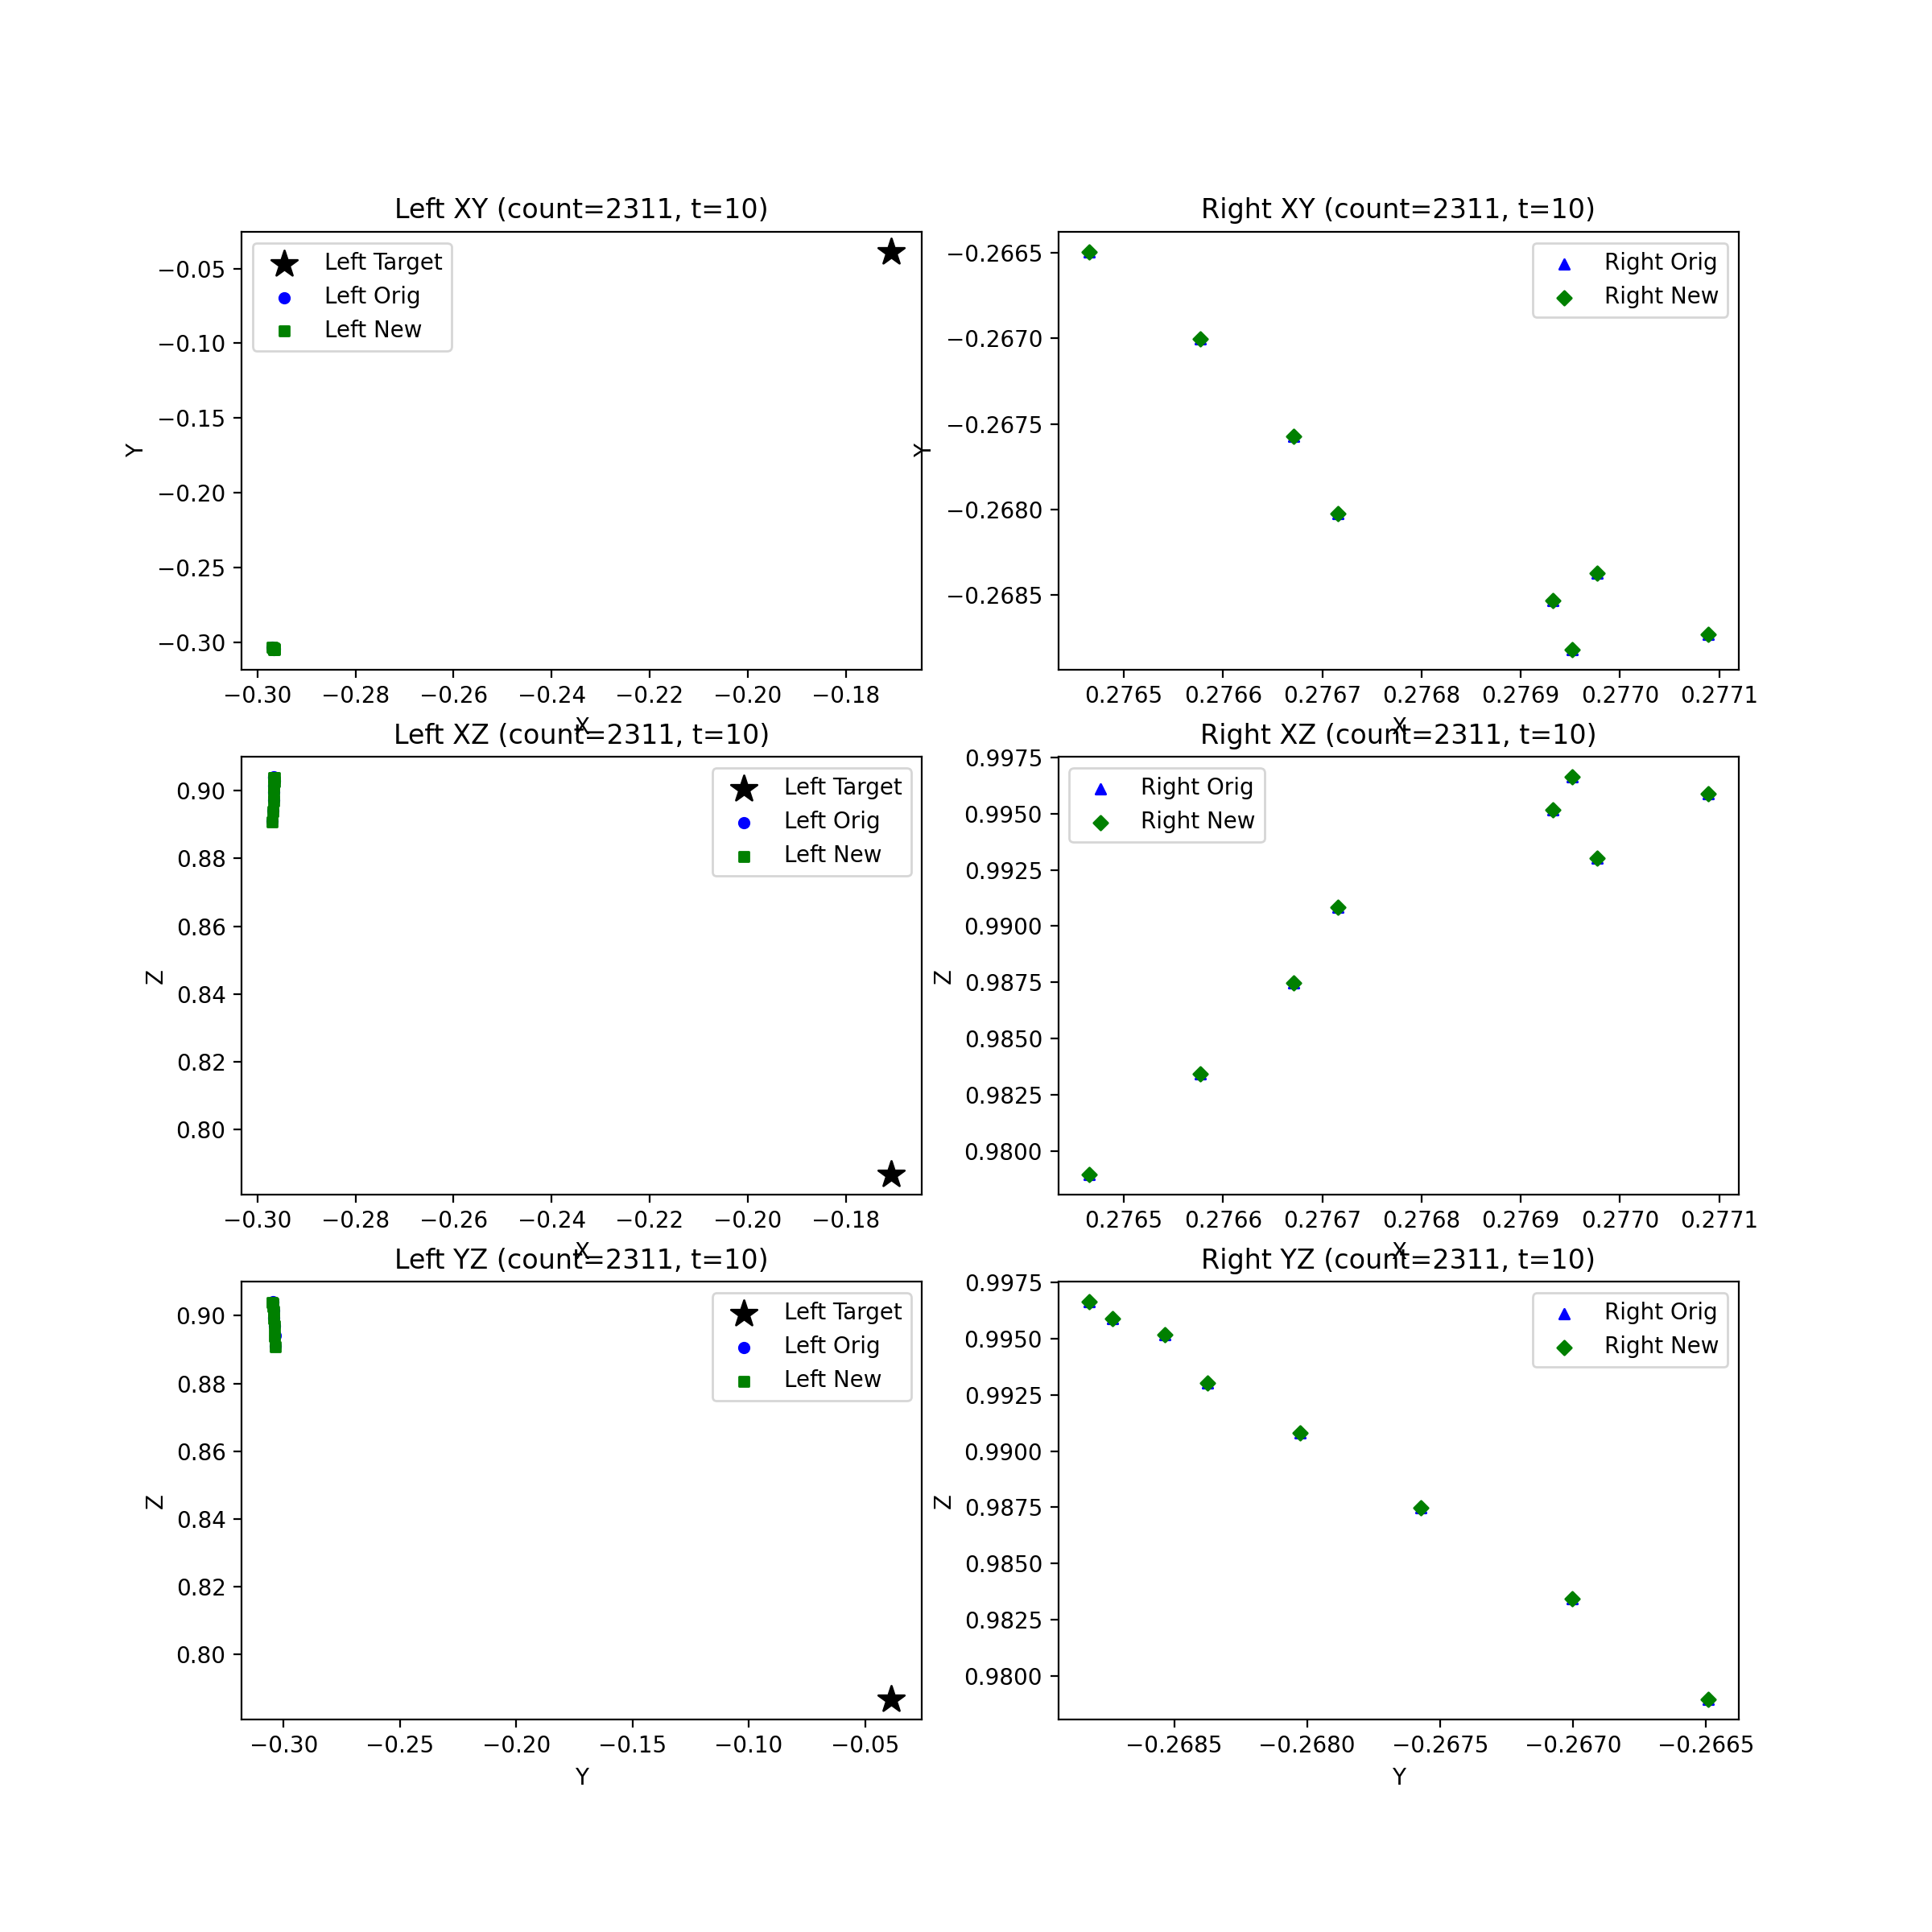 Left XY (count=2311, t=10)
Left Target
Left Orig
Left New
−0.05
−0.10
−0.15
−0.20
−0.25
−0.30
Y
−0.30 −0.28 −0.26 −0.24 −0.22 −0.20 −0.18
X
Right XY (count=2311, t=10)
Right Orig
Right New
−0.2665
−0.2670
−0.2675
−0.2680
−0.2685
Y
0.2765 0.2766 0.2767 0.2768 0.2769 0.2770 0.2771
X
Left XZ (count=2311, t=10)
Left Target
Left Orig
Left New
0.90
0.88
0.86
0.84
0.82
0.80
Z
−0.30 −0.28 −0.26 −0.24 −0.22 −0.20 −0.18
X
Right XZ (count=2311, t=10)
Right Orig
Right New
0.9975
0.9950
0.9925
0.9900
0.9875
0.9850
0.9825
0.9800
Z
0.2765 0.2766 0.2767 0.2768 0.2769 0.2770 0.2771
X
Left YZ (count=2311, t=10)
Left Target
Left Orig
Left New
0.90
0.88
0.86
0.84
0.82
0.80
Z
−0.30 −0.25 −0.20 −0.15 −0.10 −0.05
Y
Right YZ (count=2311, t=10)
Right Orig
Right New
0.9975
0.9950
0.9925
0.9900
0.9875
0.9850
0.9825
0.9800
Z
−0.2685 −0.2680 −0.2675 −0.2670 −0.2665
Y